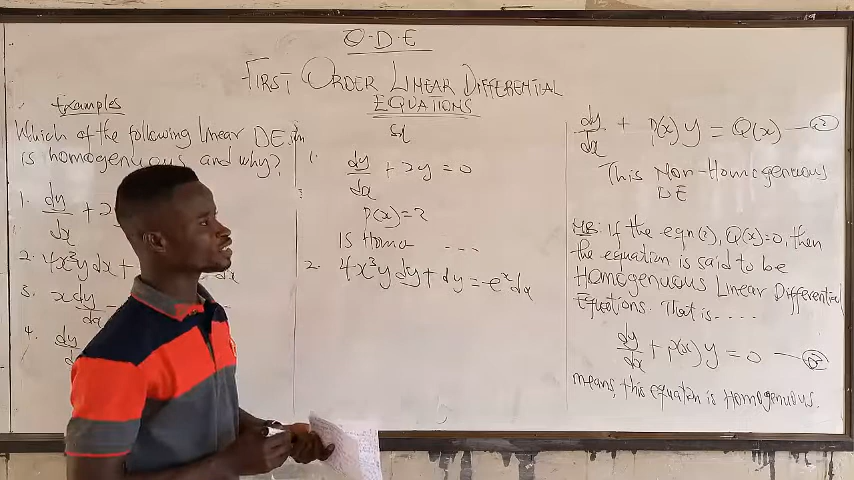 O.D.E
FIRST ORDER LINEAR DIFFERENTIAL
EQUATIONS
Examples
Which of the following linear DE
is homogenuous and why?
1. dy/dx + 2
2. 4x³y dx +
3. x dy/dx
4. dy/dx
Sol
1. dy/dx + 2y = 0
P(x) = 2
Is Homo ...
2. 4x³y dy + dy = -eˣdx
dy/dx + P(x) y = Q(x) — (2)
This Non-Homogenuous
DE
NB: If the eqn(2), Q(x)=0, then
the equation is said to be
Homogenuous Linear Differential
Equations. That is .....
dy/dx + P(x) y = 0 — (3)
means, this equation is Homogenuous.